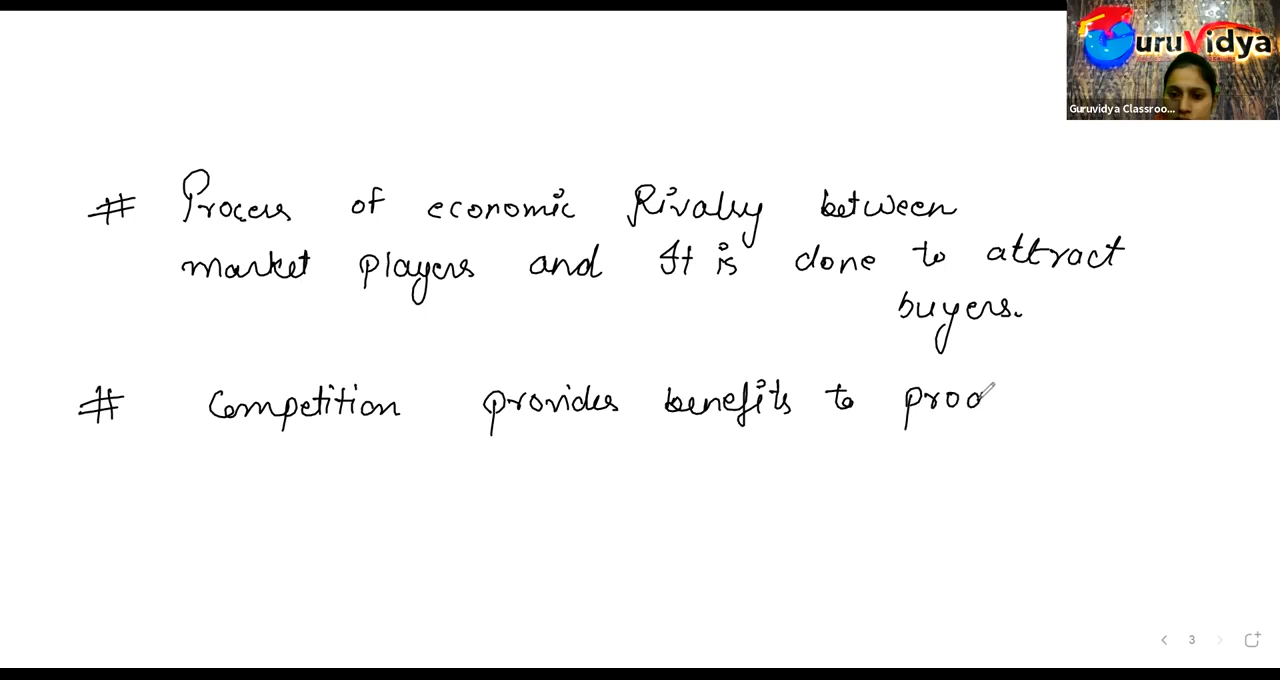 GuruVidya
Guruvidya Classroo...
# Process of economic Rivalry between
market players and It is done to attract
buyers.
# Competition provides benefits to prod
< 3 >